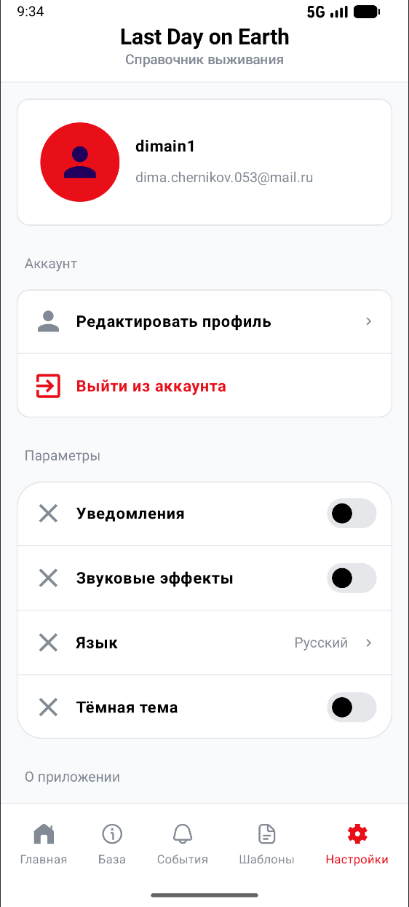 9:34
5G
Last Day on Earth
Справочник выживания
dimain1
dima.chernikov.053@mail.ru
Аккаунт
Редактировать профиль
Выйти из аккаунта
Параметры
Уведомления
Звуковые эффекты
Язык
Русский
Тёмная тема
О приложении
Главная
База
События
Шаблоны
Настройки